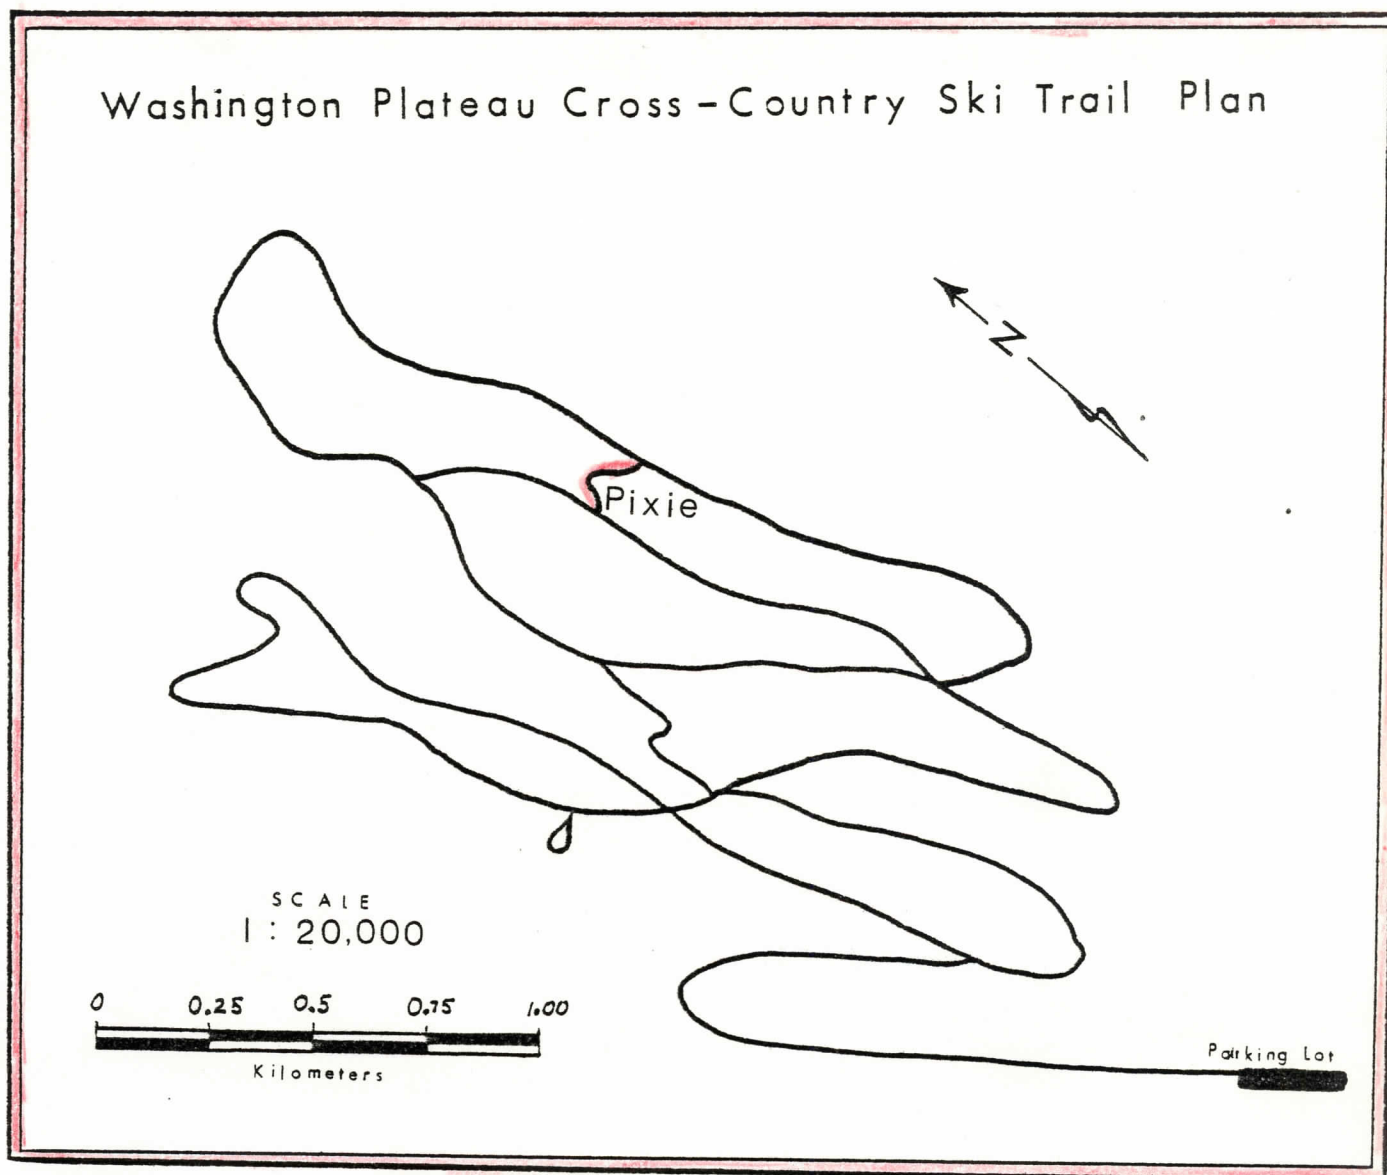 Washington Plateau Cross-Country Ski Trail Plan
N
Pixie
SCALE
1 : 20,000
0 0.25 0.5 0.75 1.00
Kilometers
Parking Lot